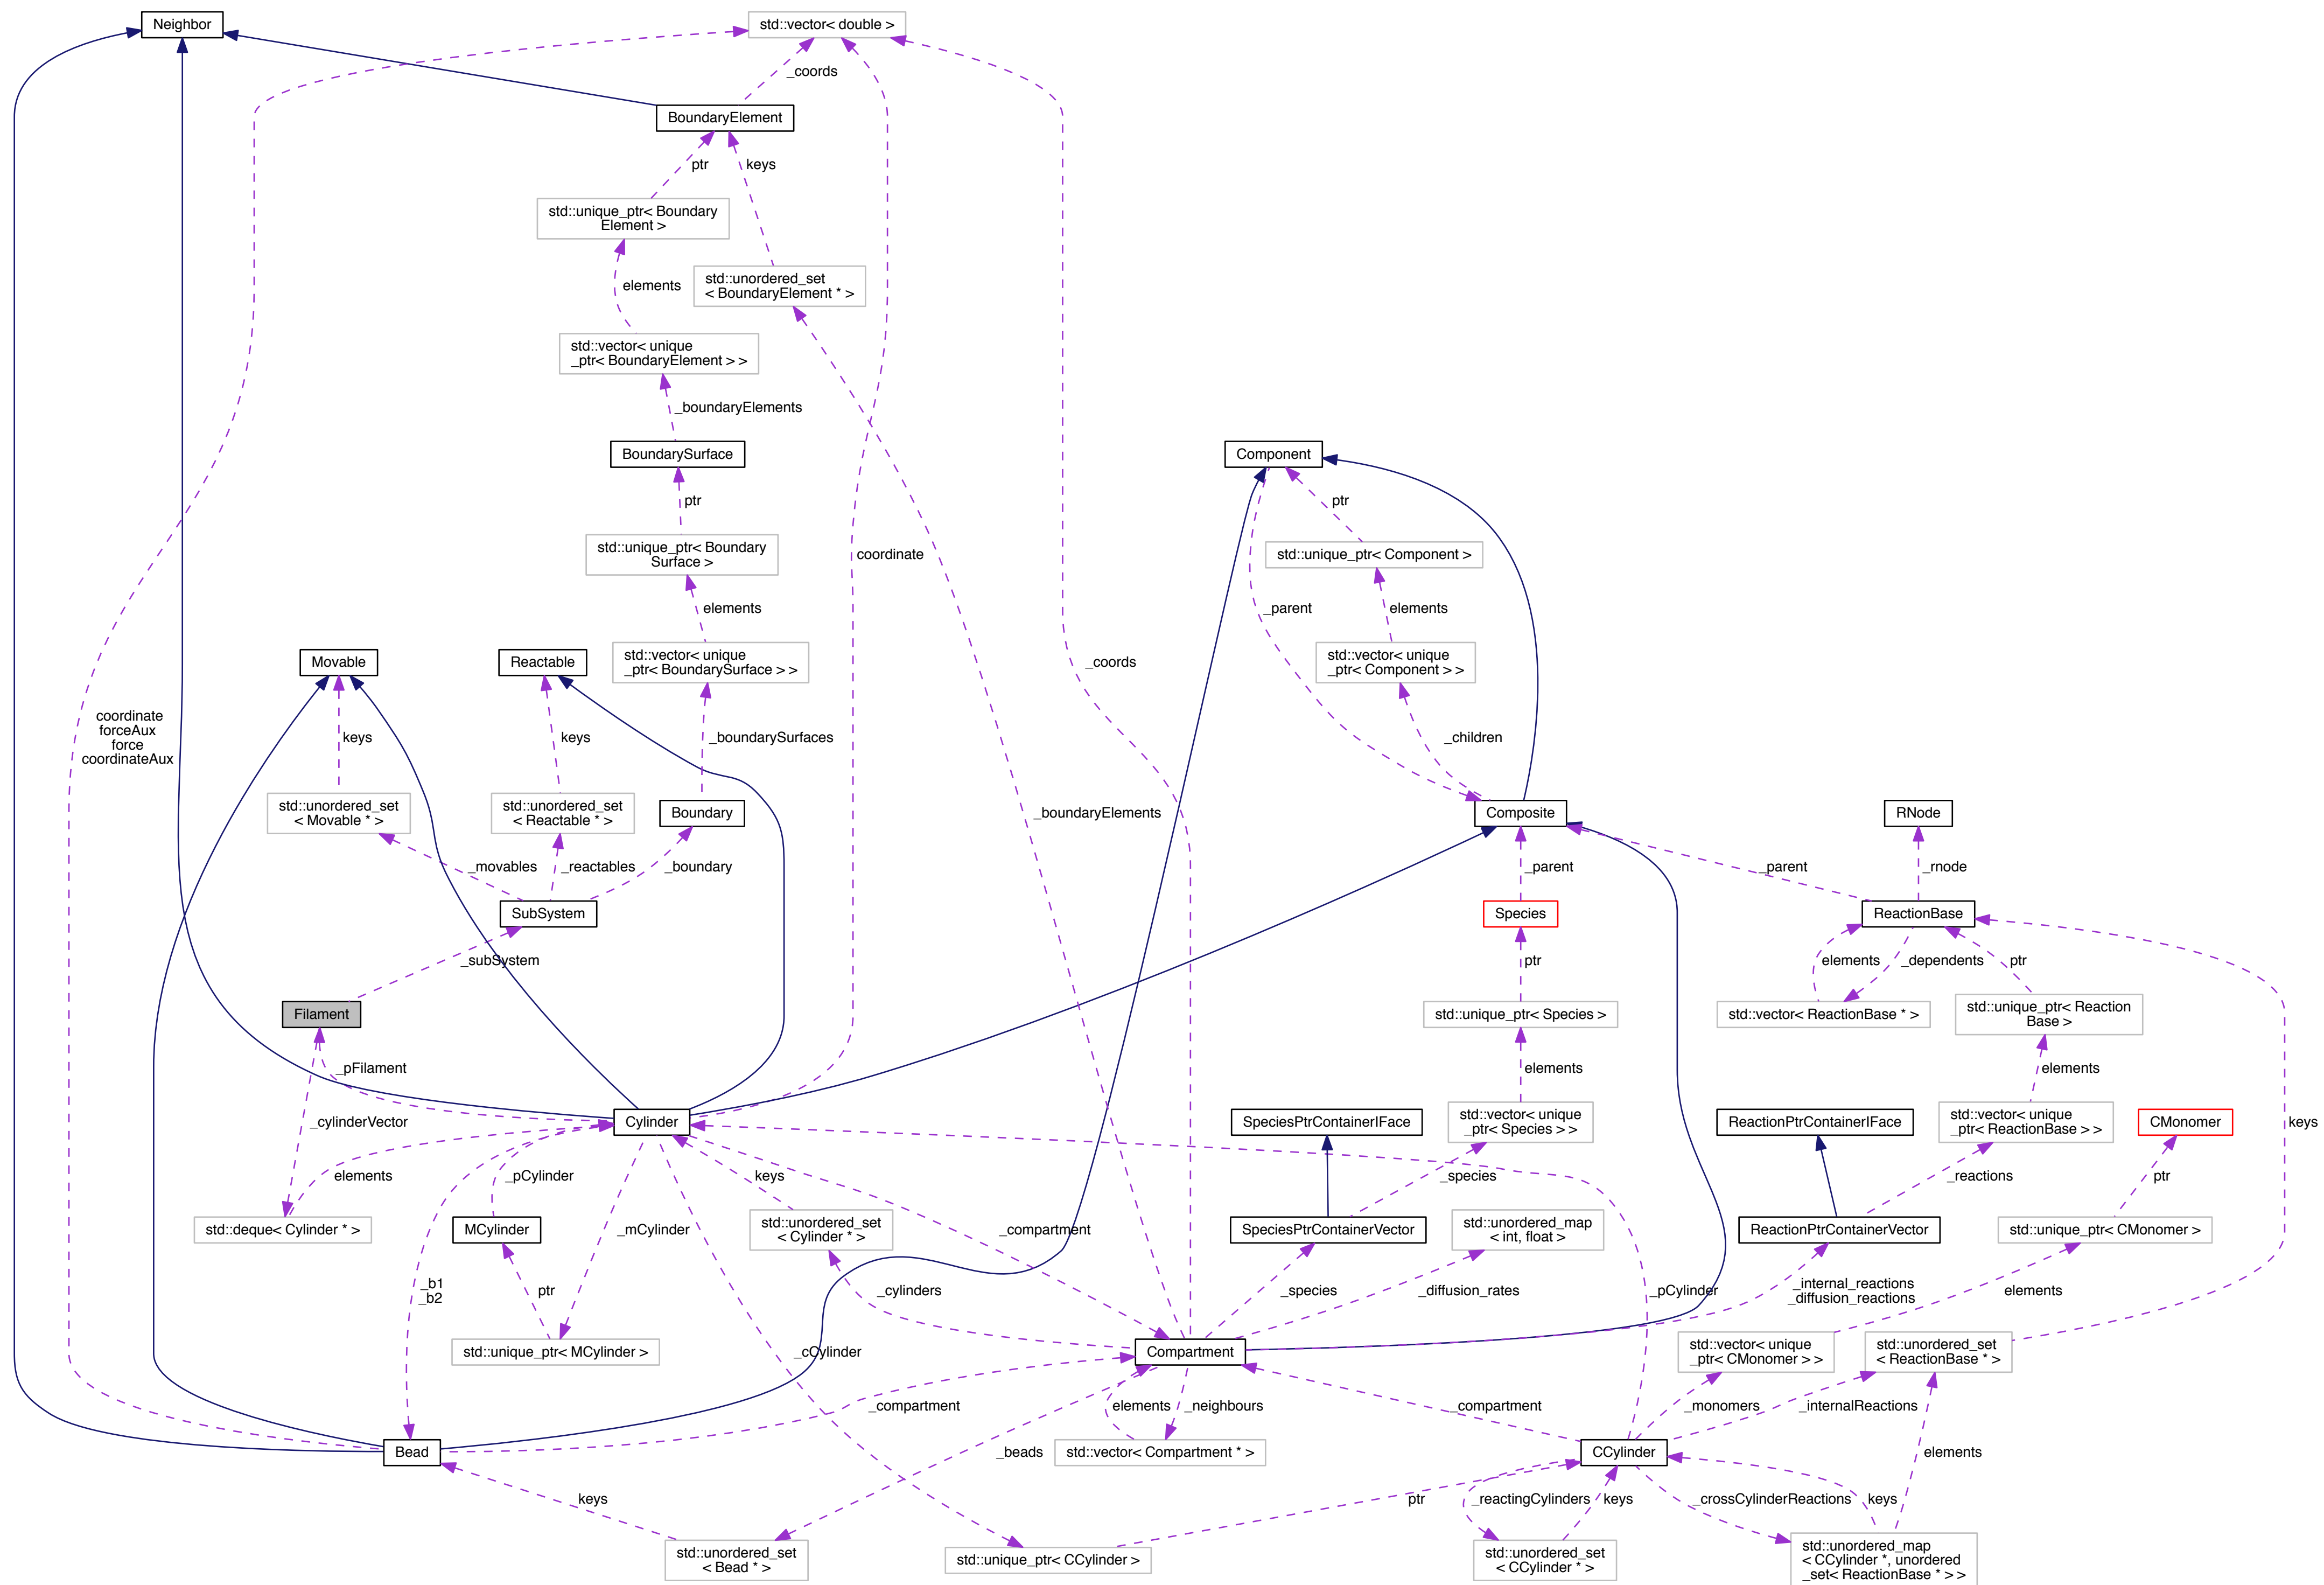 Neighbor
std::vector< double >
_coords
BoundaryElement
ptr
keys
std::unique_ptr< Boundary
Element >
std::unordered_set
< BoundaryElement * >
elements
std::vector< unique
_ptr< BoundaryElement > >
_boundaryElements
BoundarySurface
Component
ptr
ptr
std::unique_ptr< Boundary
Surface >
coordinate
std::unique_ptr< Component >
elements
_parent
elements
Movable
Reactable
std::vector< unique
_ptr< BoundarySurface > >
_coords
std::vector< unique
_ptr< Component > >
coordinate
forceAux
force
coordinateAux
keys
keys
_boundarySurfaces
_children
std::unordered_set
< Movable * >
std::unordered_set
< Reactable * >
Boundary
_boundaryElements
Composite
RNode
_movables
_reactables
_boundary
_parent
_parent
_rnode
SubSystem
Species
ReactionBase
_subSystem
ptr
elements
_dependents
ptr
Filament
std::unique_ptr< Species >
std::vector< ReactionBase * >
std::unique_ptr< Reaction
Base >
_pFilament
elements
elements
_cylinderVector
Cylinder
SpeciesPtrContainerIFace
std::vector< unique
_ptr< Species > >
ReactionPtrContainerIFace
std::vector< unique
_ptr< ReactionBase > >
CMonomer
keys
elements
_pCylinder
keys
_species
_reactions
ptr
std::deque< Cylinder * >
MCylinder
_mCylinder
std::unordered_set
< Cylinder * >
_compartment
SpeciesPtrContainerVector
std::unordered_map
< int, float >
ReactionPtrContainerVector
std::unique_ptr< CMonomer >
_b1
_b2
ptr
_cylinders
_species
_diffusion_rates
_pCylinder
_internal_reactions
_diffusion_reactions
elements
std::unique_ptr< MCylinder >
_cCylinder
Compartment
std::vector< unique
_ptr< CMonomer > >
std::unordered_set
< ReactionBase * >
_compartment
elements
_neighbours
_compartment
_monomers
_internalReactions
Bead
_beads
std::vector< Compartment * >
CCylinder
elements
keys
ptr
_reactingCylinders
keys
_crossCylinderReactions
keys
std::unordered_set
< Bead * >
std::unique_ptr< CCylinder >
std::unordered_set
< CCylinder * >
std::unordered_map
< CCylinder *, unordered
_set< ReactionBase * > >